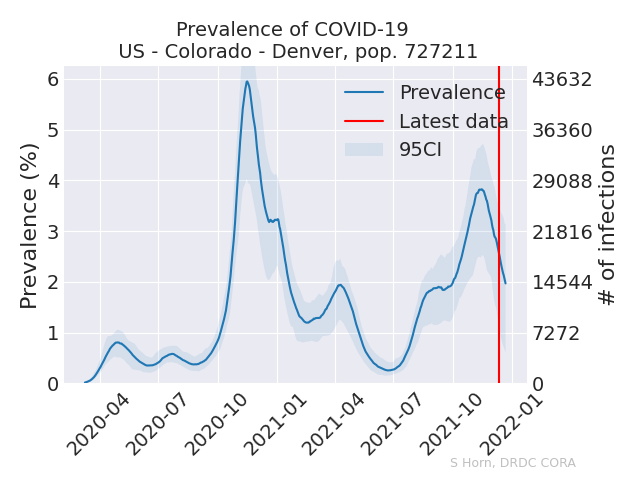 Prevalence of COVID-19
US - Colorado - Denver, pop. 727211
Prevalence (%)
6
5
4
3
2
1
0
43632
36360
29088
21816
14544
7272
0
# of infections
Prevalence
Latest data
95CI
2020-04
2020-07
2020-10
2021-01
2021-04
2021-07
2021-10
2022-01
S Horn, DRDC CORA